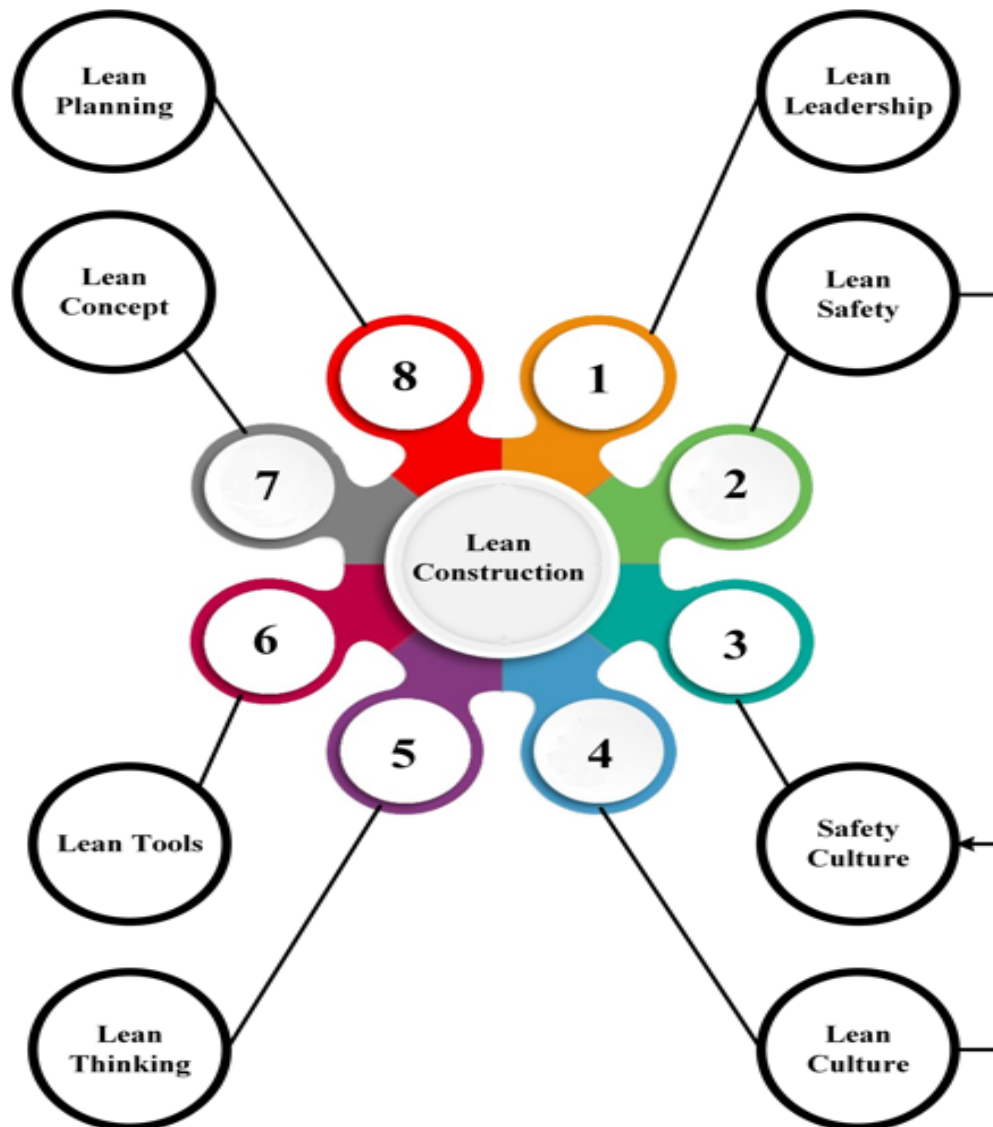 Lean
Planning
Lean
Leadership
Lean
Concept
Lean
Safety
8
1
7
2
Lean
Construction
6
3
5
4
Lean Tools
Safety
Culture
Lean
Thinking
Lean
Culture